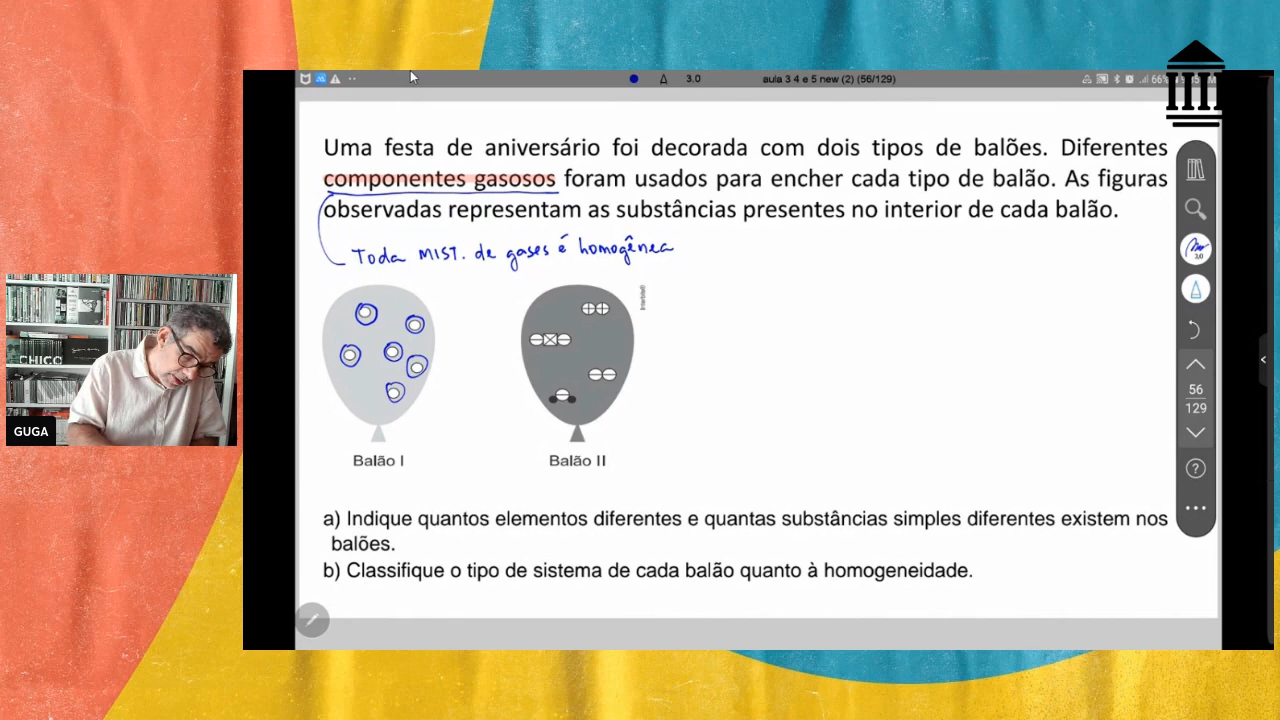 aula 3 4 e 5 new (2) (56/129)
3.0
66%
Uma festa de aniversário foi decorada com dois tipos de balões. Diferentes
componentes gasosos foram usados para encher cada tipo de balão. As figuras
observadas representam as substâncias presentes no interior de cada balão.
Toda MIST. de gases é homogênea
3,0
CHICO
GUGA
56
129
Balão I
Balão II
a) Indique quantos elementos diferentes e quantas substâncias simples diferentes existem nos
balões.
b) Classifique o tipo de sistema de cada balão quanto à homogeneidade.